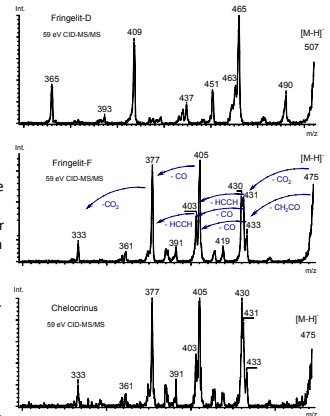 Int.
Fringelit-D
59 eV CID-MS/MS
465
[M-H]-
507
409
365
393
437
451
463
490
m/z
Int.
Fringelit-F
59 eV CID-MS/MS
377
405
[M-H]-
475
- CO
- CO2
430
- HCCH
431
- CO
403
-CO2
- HCCH
- CO
- CH2CO
433
333
361
391
419
m/z
Int.
Chelocrinus
59 eV CID-MS/MS
377
405
430
431
[M-H]-
475
403
433
333
361
391
m/z